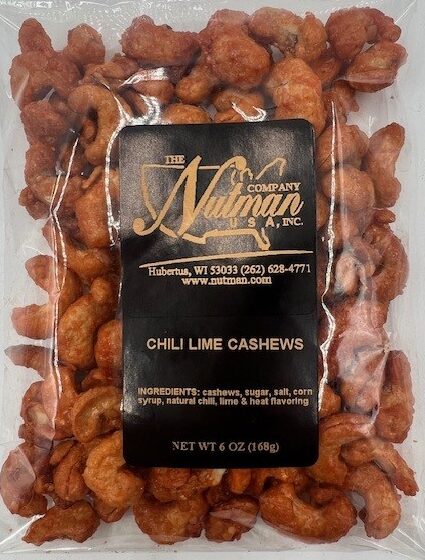 THE
Nutman
COMPANY
USA, INC.
Hubertus, WI 53033 (262) 628-4771
www.nutman.com
CHILI LIME CASHEWS
INGREDIENTS: cashews, sugar, salt, corn
syrup, natural chili, lime & heat flavoring
NET WT 6 OZ (168g)